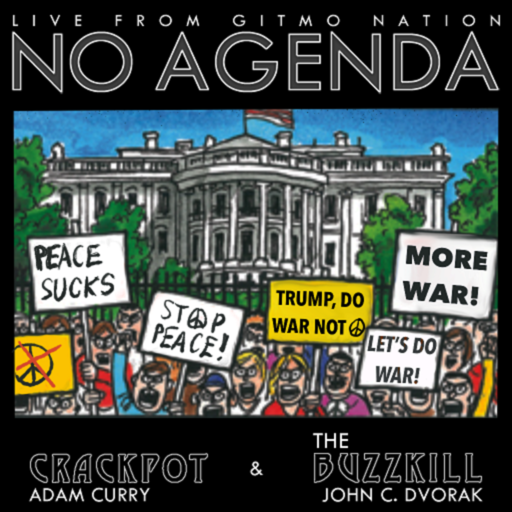 LIVE FROM GITMO NATION
NO AGENDA
PEACE
SUCKS
STOP
PEACE!
TRUMP, DO
WAR NOT
MORE
WAR!
LET'S DO
WAR!
CRACKPOT
ADAM CURRY
&
THE
BUZZKILL
JOHN C. DVORAK